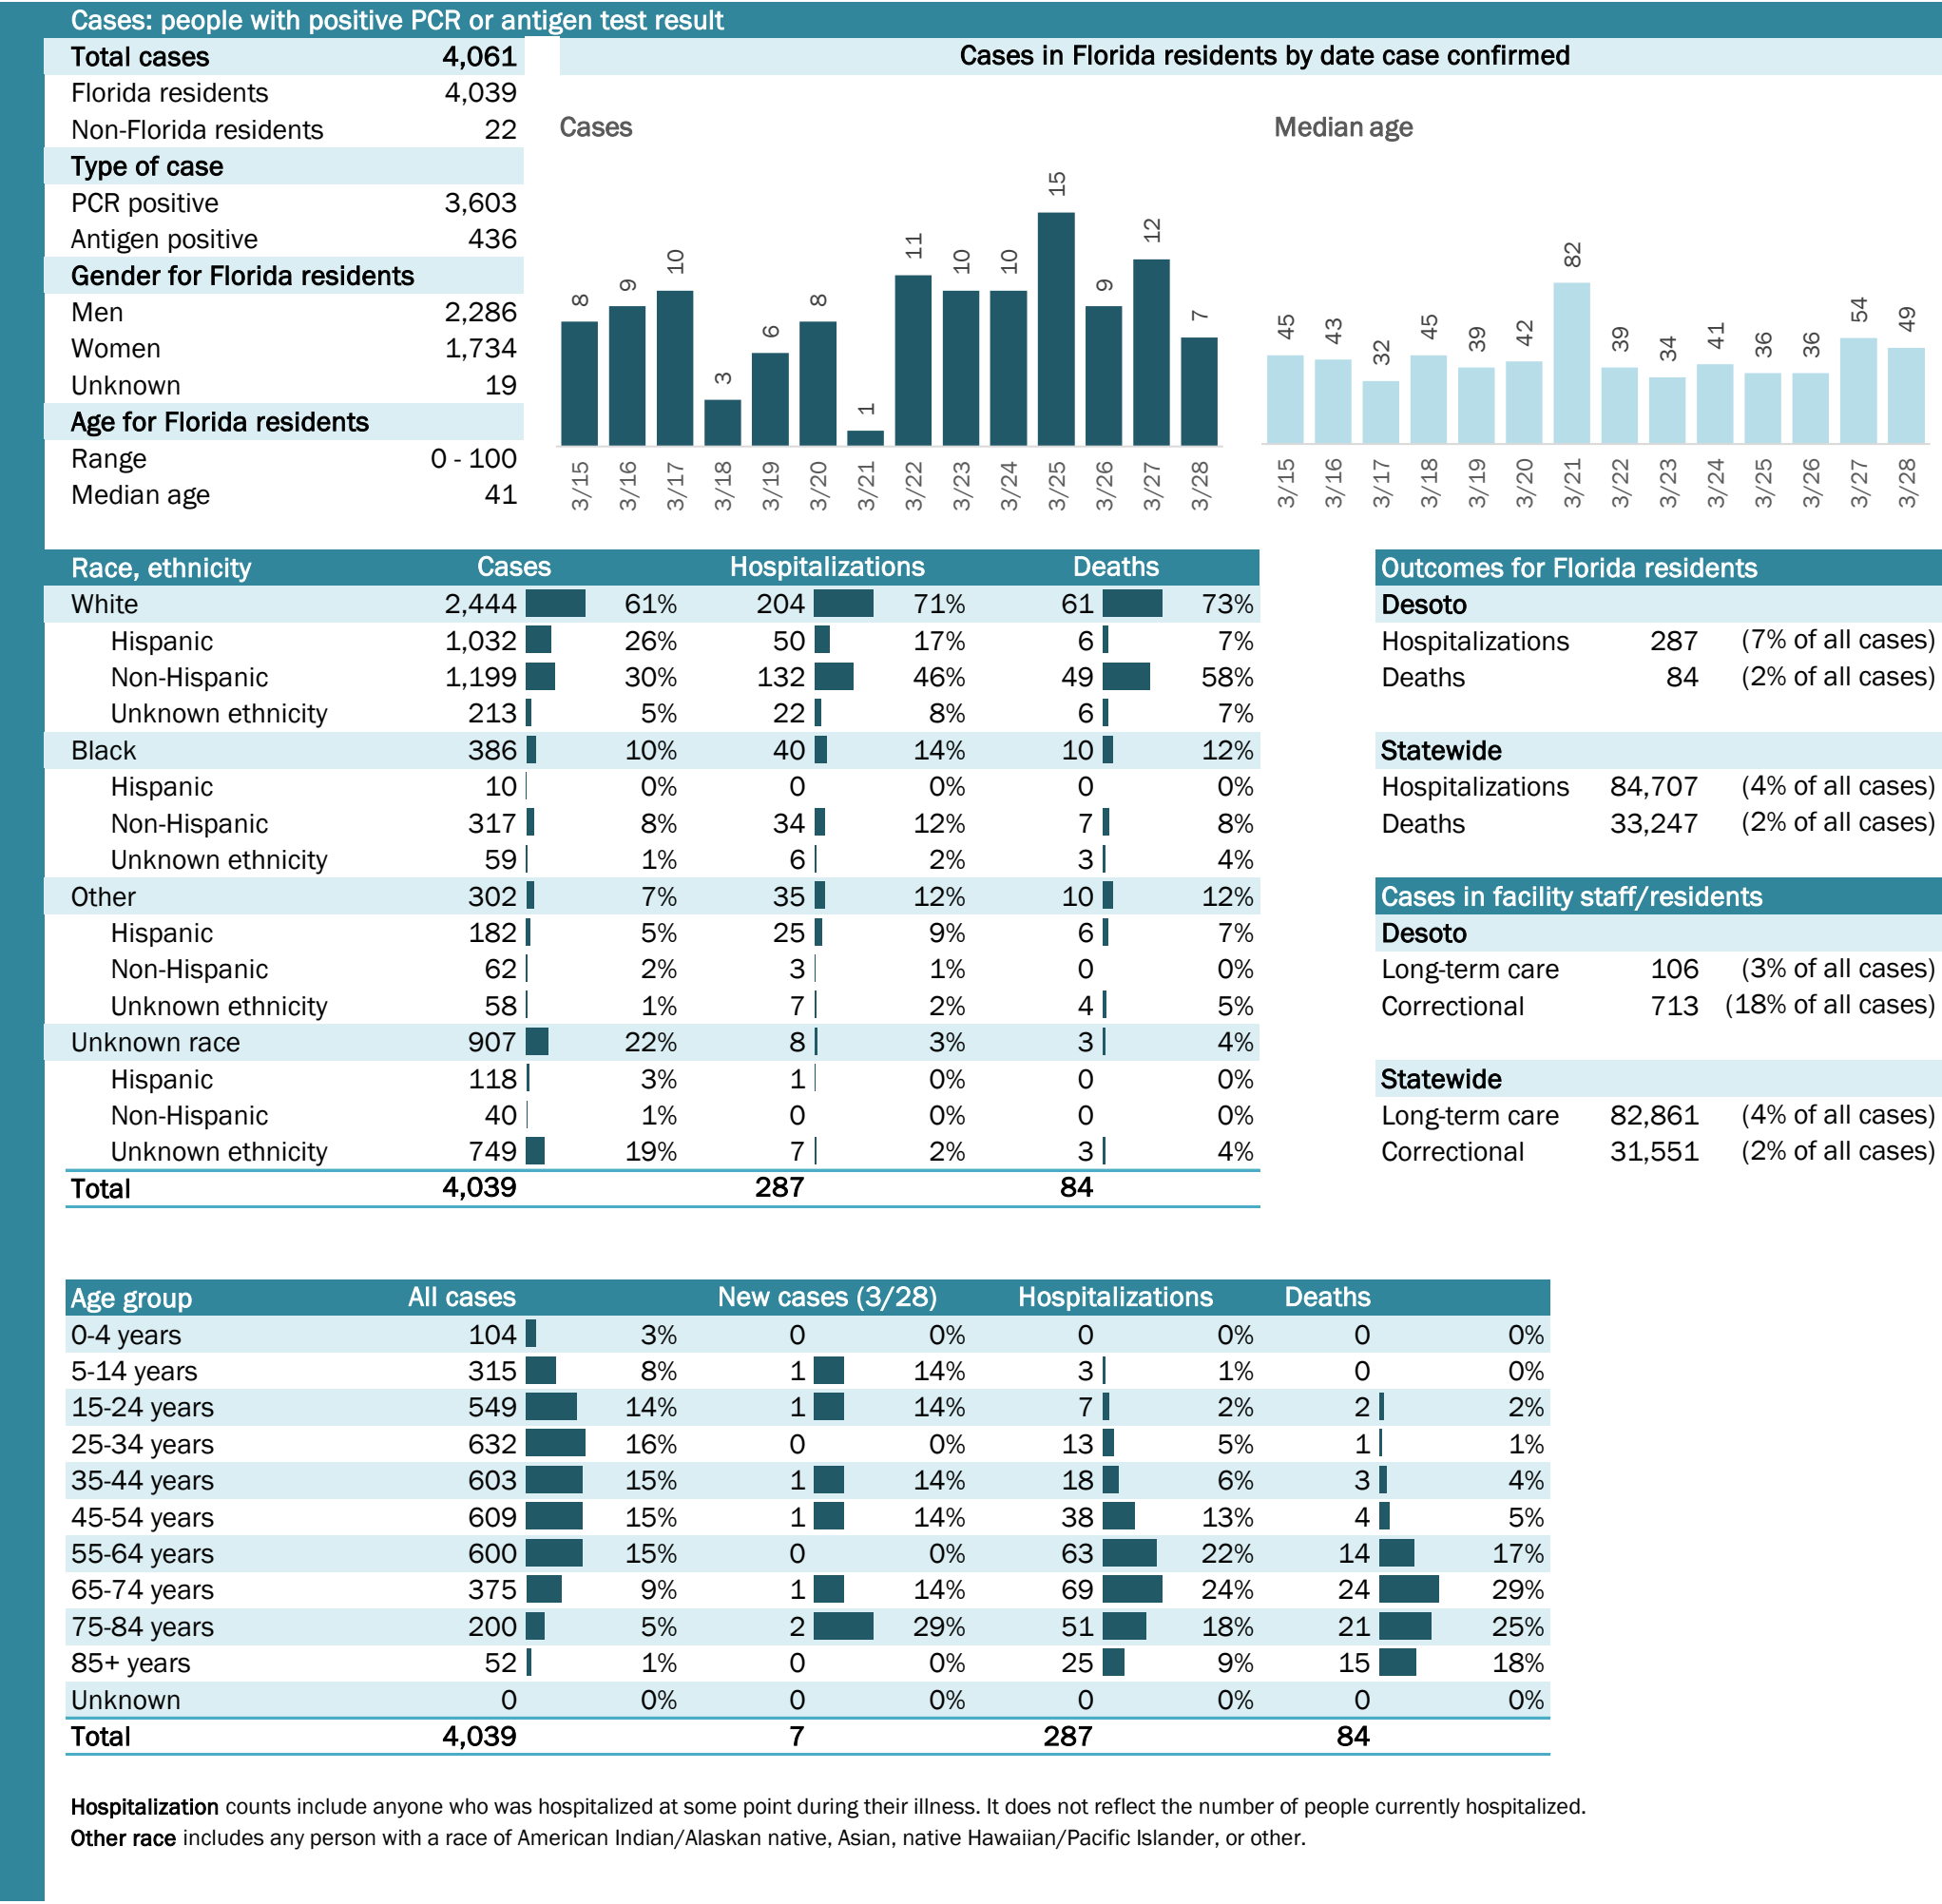 Cases: people with positive PCR or antigen test result
Total cases 4,061
Florida residents 4,039
Non-Florida residents 22
Type of case
PCR positive 3,603
Antigen positive 436
Gender for Florida residents
Men 2,286
Women 1,734
Unknown 19
Age for Florida residents
Range 0 - 100
Median age 41
Cases in Florida residents by date case confirmed
Cases
8 9 10 3 6 8 1 11 10 10 15 9 12 7
3/15 3/16 3/17 3/18 3/19 3/20 3/21 3/22 3/23 3/24 3/25 3/26 3/27 3/28
Median age
45 43 32 45 39 42 82 39 34 41 36 36 54 49
3/15 3/16 3/17 3/18 3/19 3/20 3/21 3/22 3/23 3/24 3/25 3/26 3/27 3/28
Race, ethnicity Cases Hospitalizations Deaths
White 2,444 61% 204 71% 61 73%
Hispanic 1,032 26% 50 17% 6 7%
Non-Hispanic 1,199 30% 132 46% 49 58%
Unknown ethnicity 213 5% 22 8% 6 7%
Black 386 10% 40 14% 10 12%
Hispanic 10 0% 0 0% 0 0%
Non-Hispanic 317 8% 34 12% 7 8%
Unknown ethnicity 59 1% 6 2% 3 4%
Other 302 7% 35 12% 10 12%
Hispanic 182 5% 25 9% 6 7%
Non-Hispanic 62 2% 3 1% 0 0%
Unknown ethnicity 58 1% 7 2% 4 5%
Unknown race 907 22% 8 3% 3 4%
Hispanic 118 3% 1 0% 0 0%
Non-Hispanic 40 1% 0 0% 0 0%
Unknown ethnicity 749 19% 7 2% 3 4%
Total 4,039 287 84
Outcomes for Florida residents
Desoto
Hospitalizations 287 (7% of all cases)
Deaths 84 (2% of all cases)
Statewide
Hospitalizations 84,707 (4% of all cases)
Deaths 33,247 (2% of all cases)
Cases in facility staff/residents
Desoto
Long-term care 106 (3% of all cases)
Correctional 713 (18% of all cases)
Statewide
Long-term care 82,861 (4% of all cases)
Correctional 31,551 (2% of all cases)
Age group All cases New cases (3/28) Hospitalizations Deaths
0-4 years 104 3% 0 0% 0 0% 0 0%
5-14 years 315 8% 1 14% 3 1% 0 0%
15-24 years 549 14% 1 14% 7 2% 2 2%
25-34 years 632 16% 0 0% 13 5% 1 1%
35-44 years 603 15% 1 14% 18 6% 3 4%
45-54 years 609 15% 1 14% 38 13% 4 5%
55-64 years 600 15% 0 0% 63 22% 14 17%
65-74 years 375 9% 1 14% 69 24% 24 29%
75-84 years 200 5% 2 29% 51 18% 21 25%
85+ years 52 1% 0 0% 25 9% 15 18%
Unknown 0 0% 0 0% 0 0% 0 0%
Total 4,039 7 287 84
Hospitalization counts include anyone who was hospitalized at some point during their illness. It does not reflect the number of people currently hospitalized.
Other race includes any person with a race of American Indian/Alaskan native, Asian, native Hawaiian/Pacific Islander, or other.